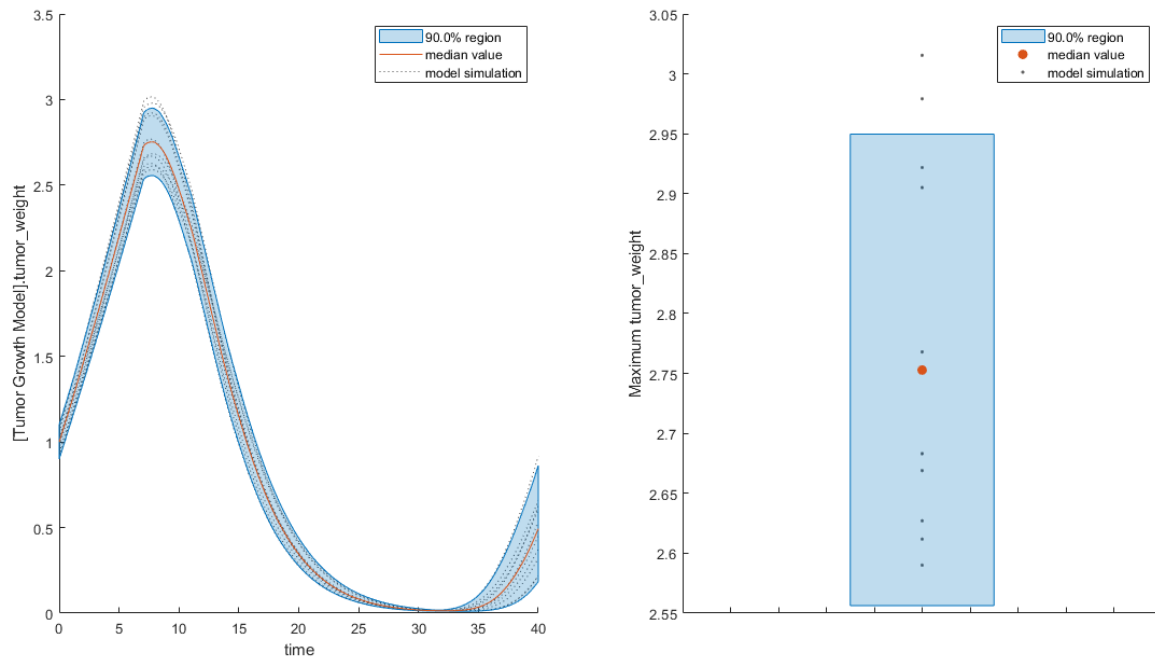 3.5
3
2.5
2
1.5
1
0.5
0
[Tumor Growth Model].tumor_weight
0 5 10 15 20 25 30 35 40
time
90.0% region
median value
model simulation
3.05
3
2.95
2.9
2.85
2.8
2.75
2.7
2.65
2.6
2.55
Maximum tumor_weight
90.0% region
median value
model simulation